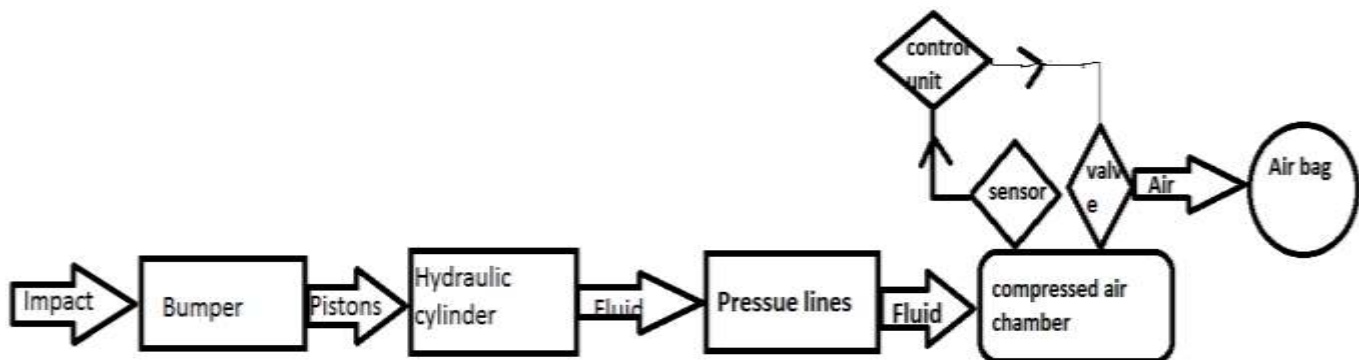 control
unit
sensor
valv
e
Air
Air bag
Impact
Bumper
Pistons
Hydraulic
cylinder
Fluid
Pressue lines
Fluid
compressed air
chamber